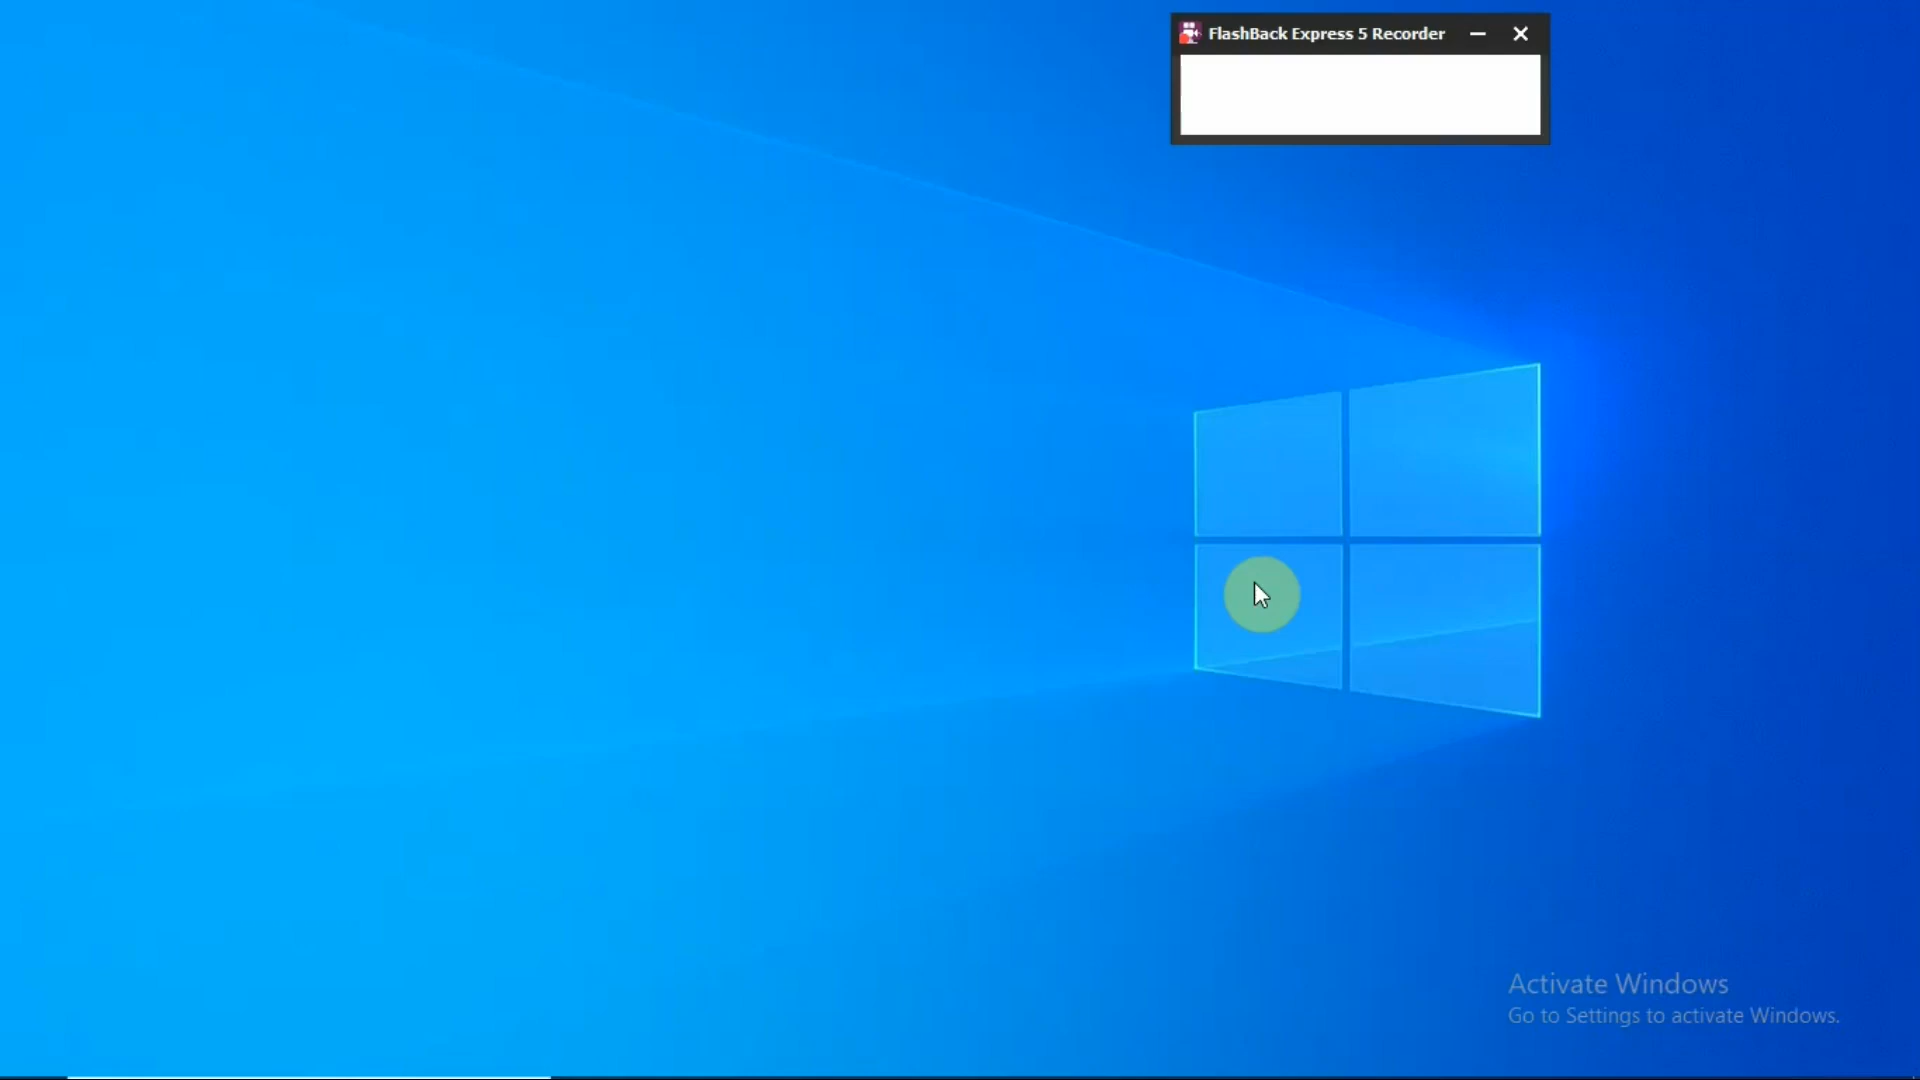 FlashBack Express 5 Recorder
Activate Windows
Go to Settings to activate Windows.